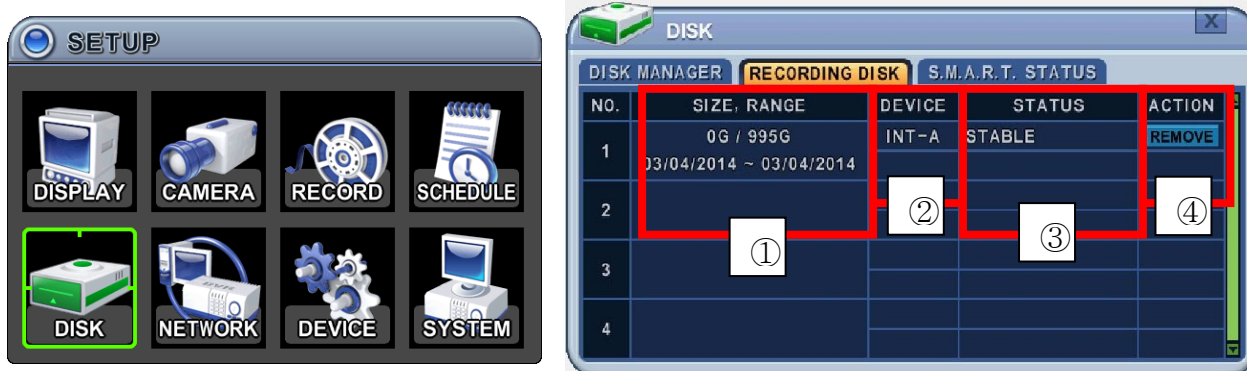 SETUP
DISPLAY CAMERA RECORD SCHEDULE
DISK NETWORK DEVICE SYSTEM
DISK X
DISK MANAGER RECORDING DISK S.M.A.R.T. STATUS
NO. SIZE, RANGE DEVICE STATUS ACTION
1 0G / 995G INT-A STABLE REMOVE
03/04/2014 ~ 03/04/2014
2 ② ④
① ③
3
4